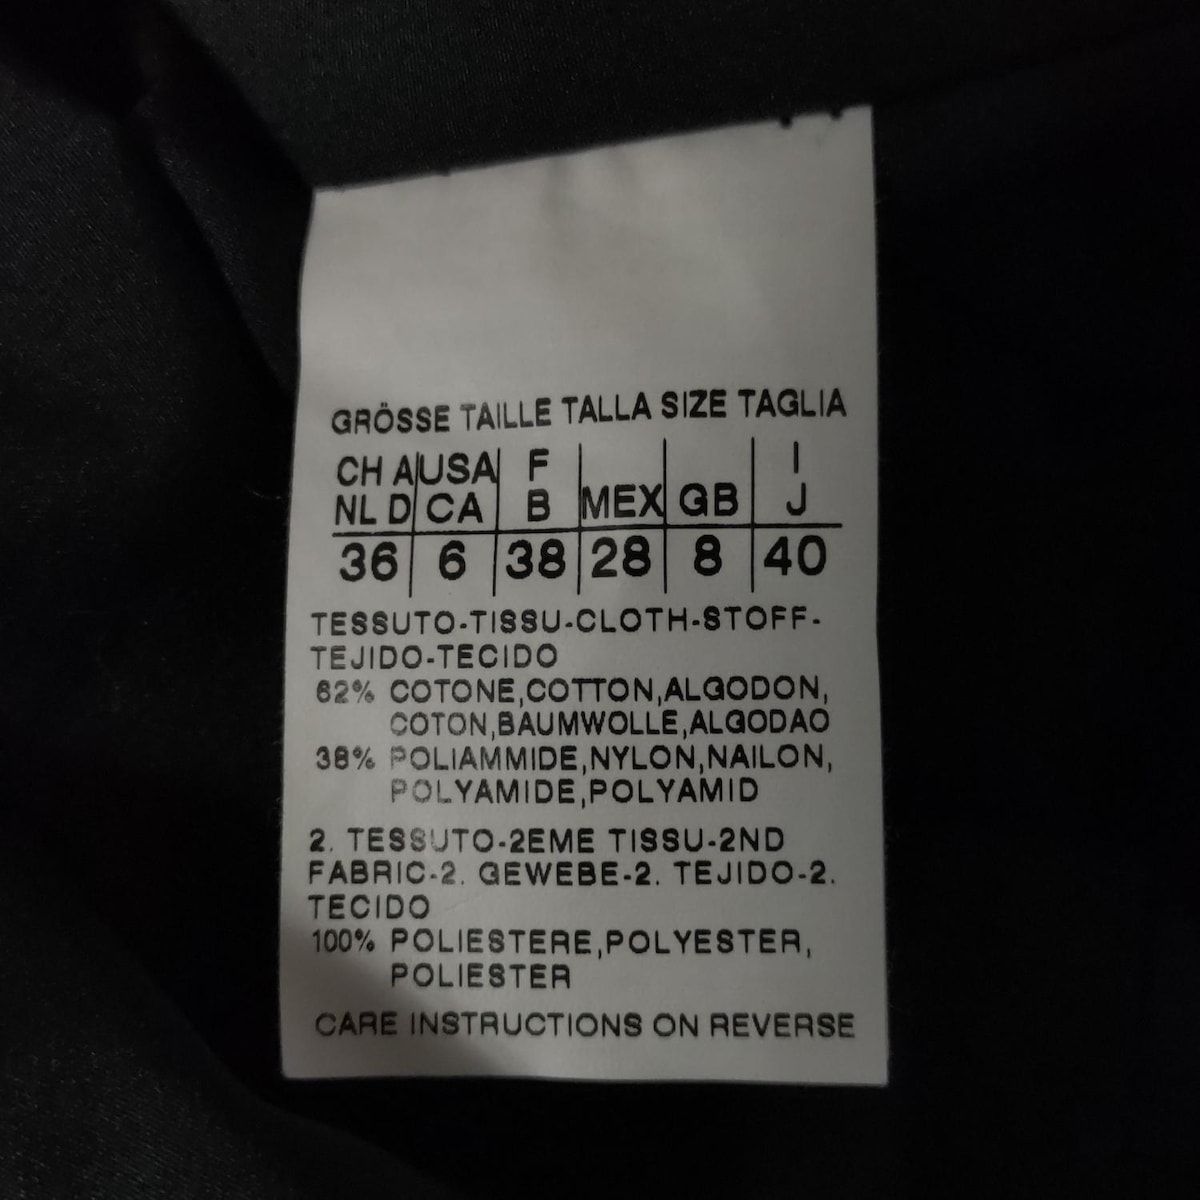 GRÖSSE TAILLE TALLA SIZE TAGLIA
CH A USA F I
NL D CA B MEX GB J
36 6 38 28 8 40
TESSUTO-TISSU-CLOTH-STOFF-
TEJIDO-TECIDO
62% COTONE,COTTON,ALGODON,
COTON,BAUMWOLLE,ALGODAO
38% POLIAMMIDE,NYLON,NAILON,
POLYAMIDE,POLYAMID
2. TESSUTO-2EME TISSU-2ND
FABRIC-2. GEWEBE-2. TEJIDO-2.
TECIDO
100% POLIESTERE,POLYESTER,
POLIESTER
CARE INSTRUCTIONS ON REVERSE